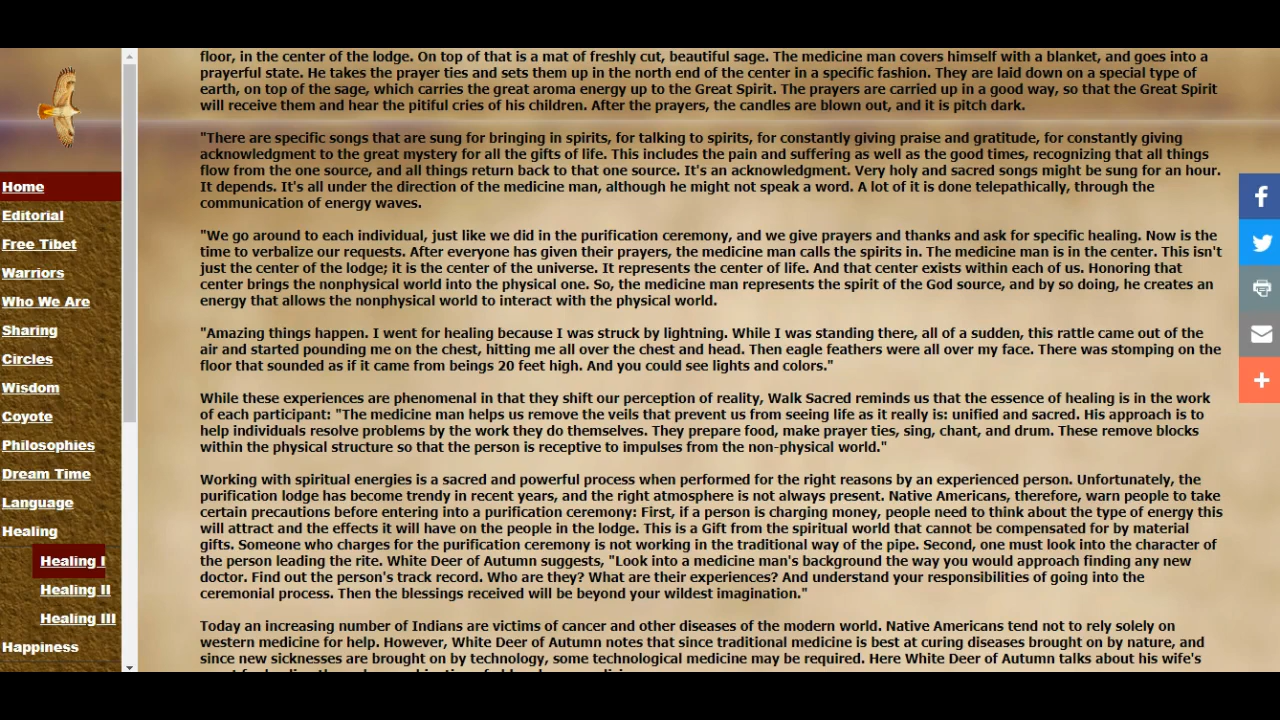 Home
Editorial
Free Tibet
Warriors
Who We Are
Sharing
Circles
Wisdom
Coyote
Philosophies
Dream Time
Language
Healing
Healing I
Healing II
Healing III
Happiness
floor, in the center of the lodge. On top of that is a mat of freshly cut, beautiful sage. The medicine man covers himself with a blanket, and goes into a
prayerful state. He takes the prayer ties and sets them up in the north end of the center in a specific fashion. They are laid down on a special type of
earth, on top of the sage, which carries the great aroma energy up to the Great Spirit. The prayers are carried up in a good way, so that the Great Spirit
will receive them and hear the pitiful cries of his children. After the prayers, the candles are blown out, and it is pitch dark.
"There are specific songs that are sung for bringing in spirits, for talking to spirits, for constantly giving praise and gratitude, for constantly giving
acknowledgment to the great mystery for all the gifts of life. This includes the pain and suffering as well as the good times, recognizing that all things
flow from the one source, and all things return back to that one source. It's an acknowledgment. Very holy and sacred songs might be sung for an hour.
It depends. It's all under the direction of the medicine man, although he might not speak a word. A lot of it is done telepathically, through the
communication of energy waves.
"We go around to each individual, just like we did in the purification ceremony, and we give prayers and thanks and ask for specific healing. Now is the
time to verbalize our requests. After everyone has given their prayers, the medicine man calls the spirits in. The medicine man is in the center. This isn't
just the center of the lodge; it is the center of the universe. It represents the center of life. And that center exists within each of us. Honoring that
center brings the nonphysical world into the physical one. So, the medicine man represents the spirit of the God source, and by so doing, he creates an
energy that allows the nonphysical world to interact with the physical world.
"Amazing things happen. I went for healing because I was struck by lightning. While I was standing there, all of a sudden, this rattle came out of the
air and started pounding me on the chest, hitting me all over the chest and head. Then eagle feathers were all over my face. There was stomping on the
floor that sounded as if it came from beings 20 feet high. And you could see lights and colors."
While these experiences are phenomenal in that they shift our perception of reality, Walk Sacred reminds us that the essence of healing is in the work
of each participant: "The medicine man helps us remove the veils that prevent us from seeing life as it really is: unified and sacred. His approach is to
help individuals resolve problems by the work they do themselves. They prepare food, make prayer ties, sing, chant, and drum. These remove blocks
within the physical structure so that the person is receptive to impulses from the non-physical world."
Working with spiritual energies is a sacred and powerful process when performed for the right reasons by an experienced person. Unfortunately, the
purification lodge has become trendy in recent years, and the right atmosphere is not always present. Native Americans, therefore, warn people to take
certain precautions before entering into a purification ceremony: First, if a person is charging money, people need to think about the type of energy this
will attract and the effects it will have on the people in the lodge. This is a Gift from the spiritual world that cannot be compensated for by material
gifts. Someone who charges for the purification ceremony is not working in the traditional way of the pipe. Second, one must look into the character of
the person leading the rite. White Deer of Autumn suggests, "Look into a medicine man's background the way you would approach finding any new
doctor. Find out the person's track record. Who are they? What are their experiences? And understand your responsibilities of going into the
ceremonial process. Then the blessings received will be beyond your wildest imagination."
Today an increasing number of Indians are victims of cancer and other diseases of the modern world. Native Americans tend not to rely solely on
western medicine for help. However, White Deer of Autumn notes that since traditional medicine is best at curing diseases brought on by nature, and
since new sicknesses are brought on by technology, some technological medicine may be required. Here White Deer of Autumn talks about his wife's